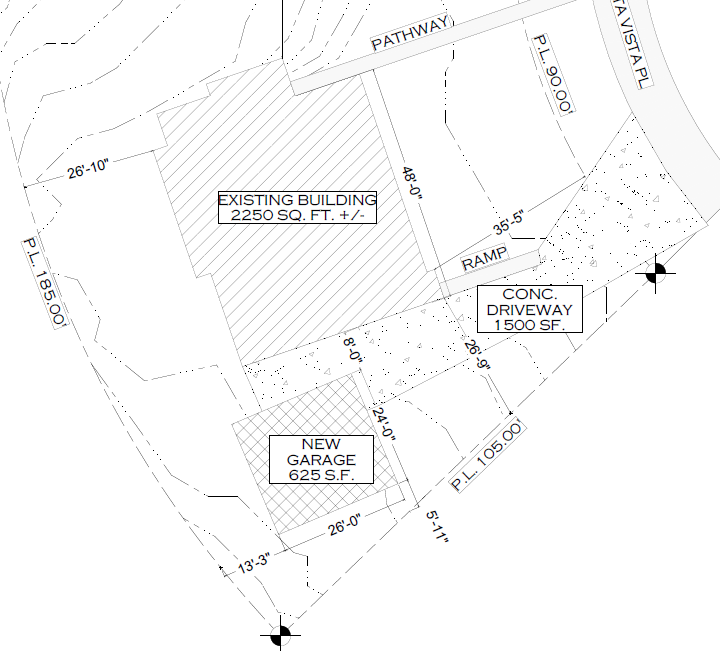 TA VISTA PL
PATHWAY
P.L. 90.00'
26'-10"
48'-0"
EXISTING BUILDING
2250 SQ. FT. +/-
35'-5"
RAMP
P.L. 185.00'
CONC.
DRIVEWAY
1500 SF.
8'-0"
26'-9"
24'-0"
NEW
GARAGE
625 S.F.
P.L. 105.00'
26'-0"
5'-11"
13'-3"